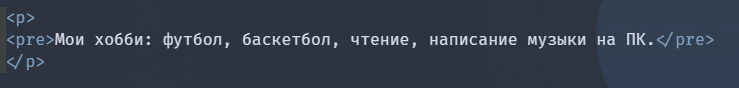 <p>
<pre>Мои хобби: футбол, баскетбол, чтение, написание музыки на ПК.</pre>
</p>